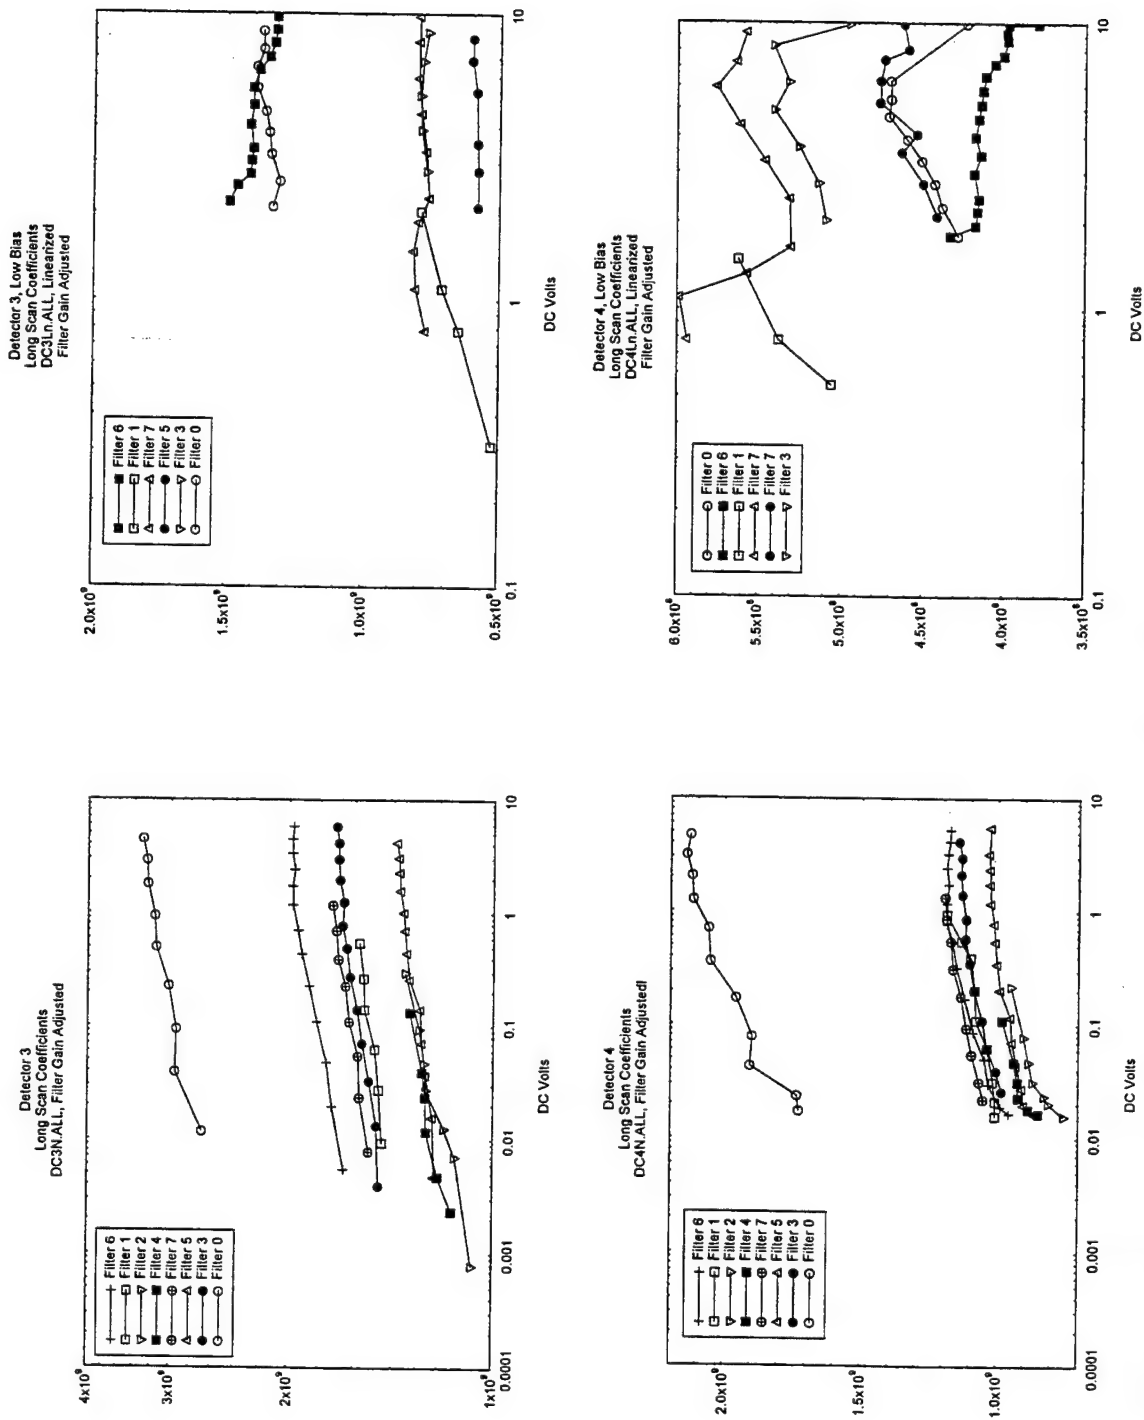 Detector 3
Long Scan Coefficients
DC3N.ALL, Filter Gain Adjusted
Filter 6
Filter 1
Filter 2
Filter 4
Filter 7
Filter 5
Filter 3
Filter 0
4x10⁹
3x10⁹
2x10⁹
1x10⁹
0.0001
0.001
0.01
0.1
1
10
DC Volts
Detector 3, Low Bias
Long Scan Coefficients
DC3Ln.ALL, Linearized
Filter Gain Adjusted
Filter 6
Filter 1
Filter 7
Filter 5
Filter 3
Filter 0
2.0x10⁹
1.5x10⁹
1.0x10⁹
0.5x10⁹
0.1
1
10
DC Volts
Detector 4
Long Scan Coefficients
DC4N.ALL, Filter Gain Adjusted!
Filter 6
Filter 1
Filter 2
Filter 4
Filter 7
Filter 5
Filter 3
Filter 0
2.0x10⁹
1.5x10⁹
1.0x10⁹
0.0001
0.001
0.01
0.1
1
10
DC Volts
Detector 4, Low Bias
Long Scan Coefficients
DC4Ln.ALL, Linearized
Filter Gain Adjusted
Filter 0
Filter 6
Filter 1
Filter 7
Filter 7
Filter 3
6.0x10⁸
5.5x10⁸
5.0x10⁸
4.5x10⁸
4.0x10⁸
3.5x10⁸
0.1
1
10
DC Volts